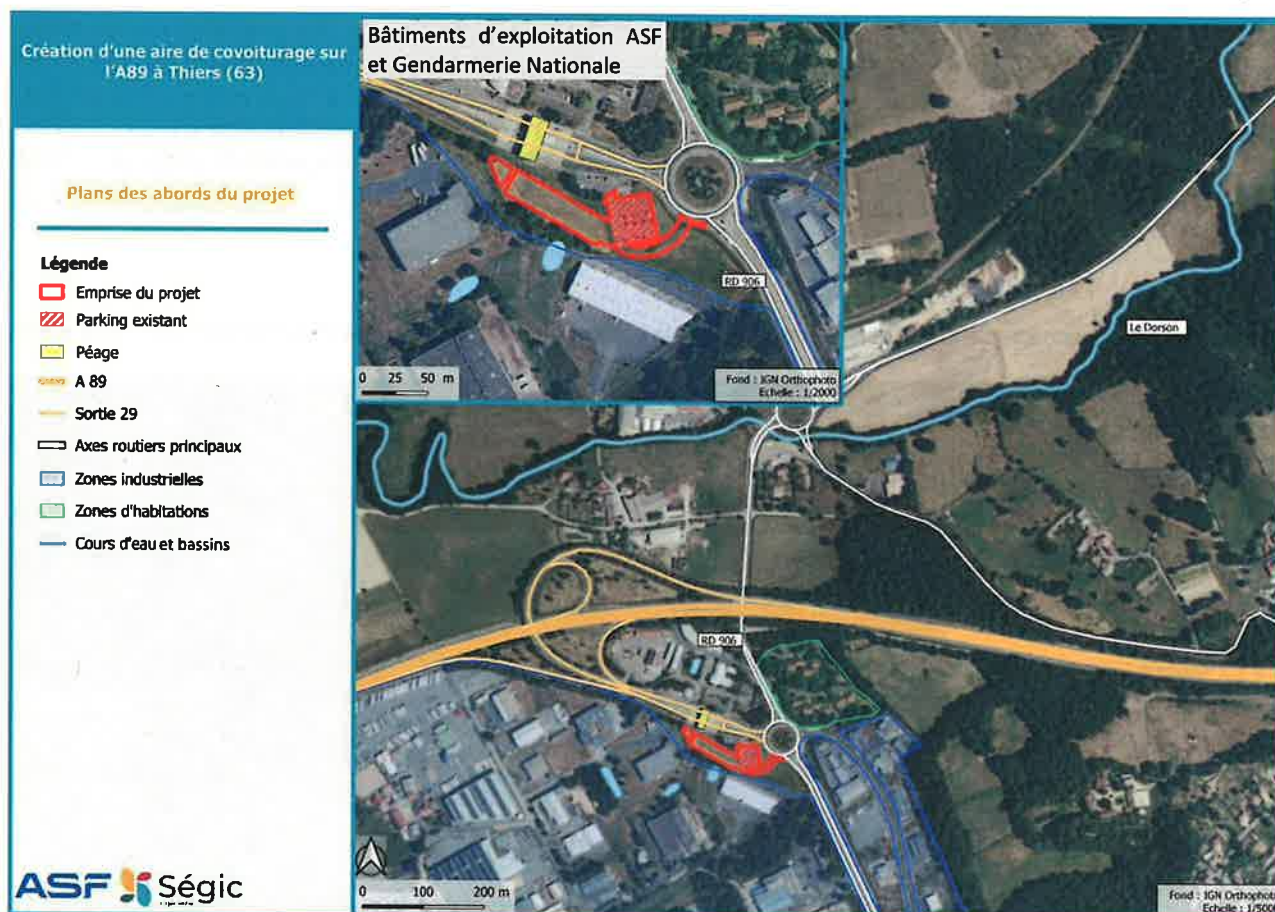 Création d'une aire de covoiturage sur
l'A89 à Thiers (63)
Plans des abords du projet
Légende
Emprise du projet
Parking existant
Péage
A 89
Sortie 29
Axes routiers principaux
Zones industrielles
Zones d'habitations
Cours d'eau et bassins
ASF
Ségic
Bâtiments d'exploitation ASF
et Gendarmerie Nationale
RD 906
0 25 50 m
Fond : IGN Orthophoto
Echelle : 1/2000
Le Dorson
RD 906
0 100 200 m
Fond : IGN Orthophoto
Echelle : 1/5000